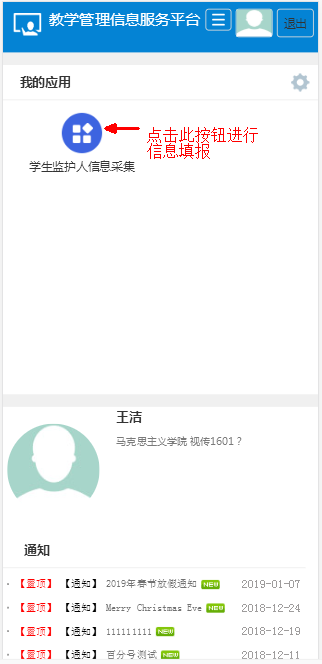 教学管理信息服务平台
退出
我的应用
点击此按钮进行
信息填报
学生监护人信息采集
王洁
马克思主义学院 视传1601？
通知
【置顶】 【通知】 2019年春节放假通知 NEW 2019-01-07
【置顶】 【通知】 Merry Christmas Eve NEW 2018-12-24
【置顶】 【通知】 111111111 NEW 2018-12-19
【置顶】 【通知】 百分号测试 NEW 2018-12-11